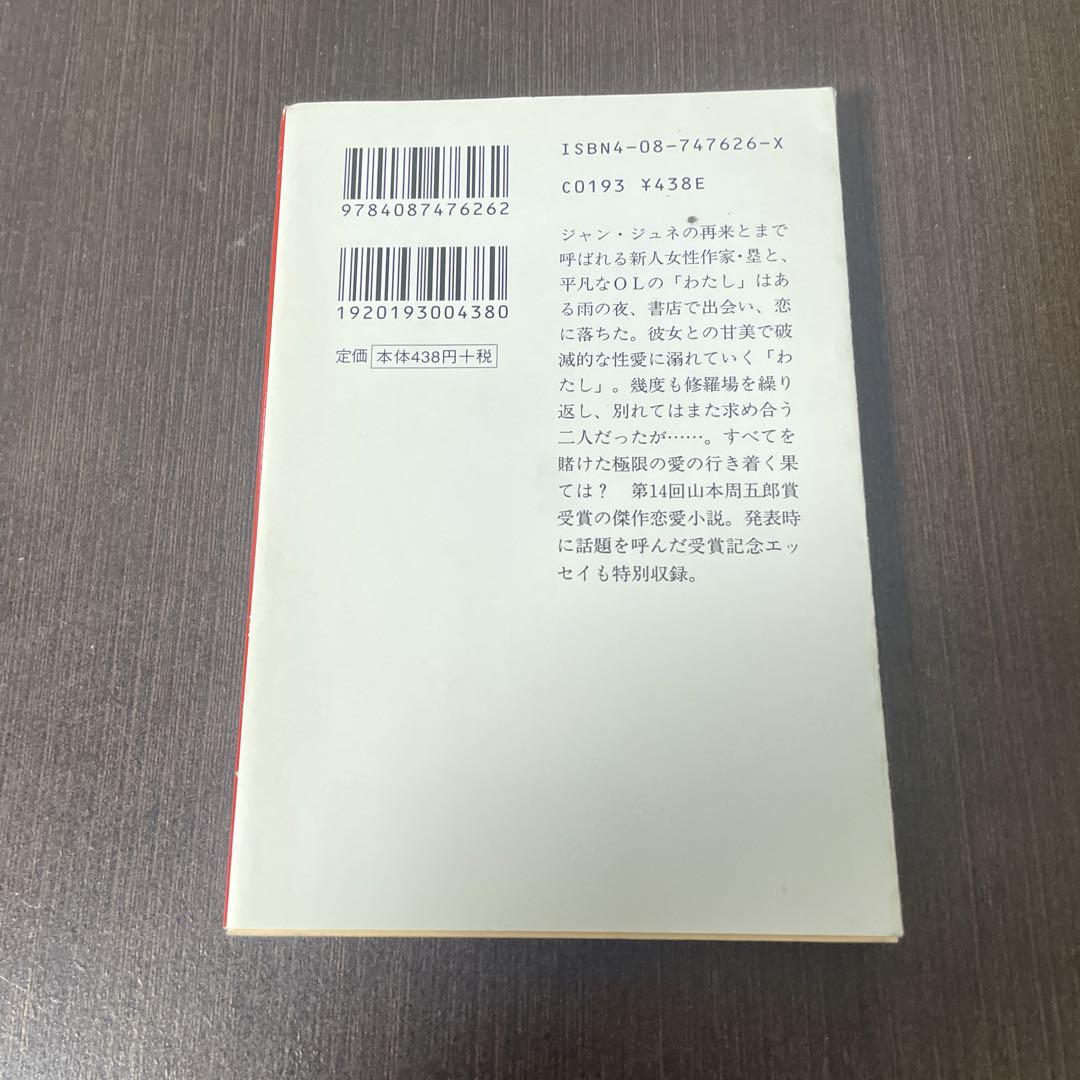 9784087476262
1920193004380
定価 本体438円+税
ISBN4-08-747626-X
C0193 ¥438E
ジャン・ジュネの再来とまで
呼ばれる新人女性作家・塁と、
平凡なOLの「わたし」はあ
る雨の夜、書店で出会い、恋
に落ちた。彼女との甘美で破
滅的な性愛に溺れていく「わ
たし」。幾度も修羅場を繰り
返し、別れてはまた求め合う
二人だったが……。すべてを
賭けた極限の愛の行き着く果
ては? 第14回山本周五郎賞
受賞の傑作恋愛小説。発表時
に話題を呼んだ受賞記念エッ
セイも特別収録。